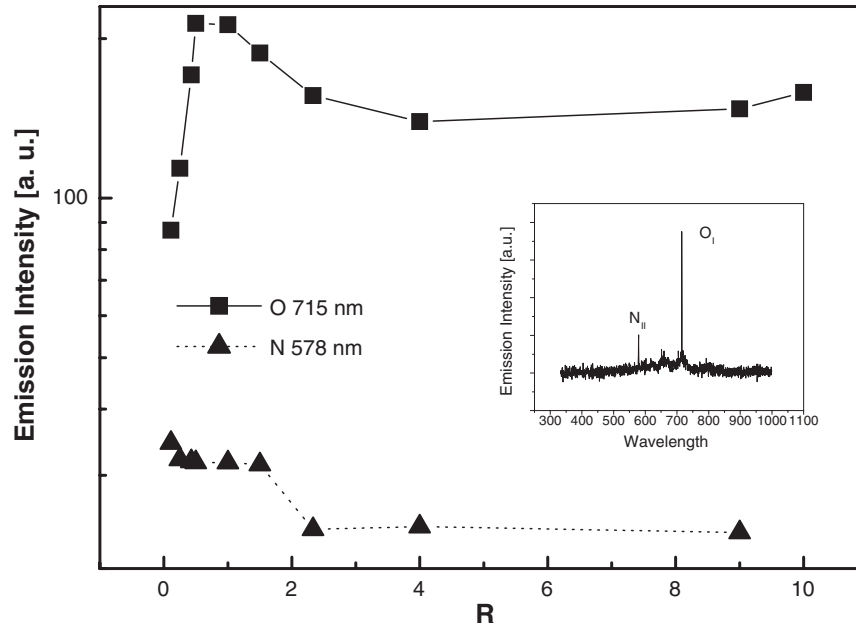 Emission Intensity [a. u.]
100
O 715 nm
N 578 nm
0 2 4 6 8 10
R
Emission Intensity [a.u.]
O I
N II
300 400 500 600 700 800 900 1000 1100
Wavelength